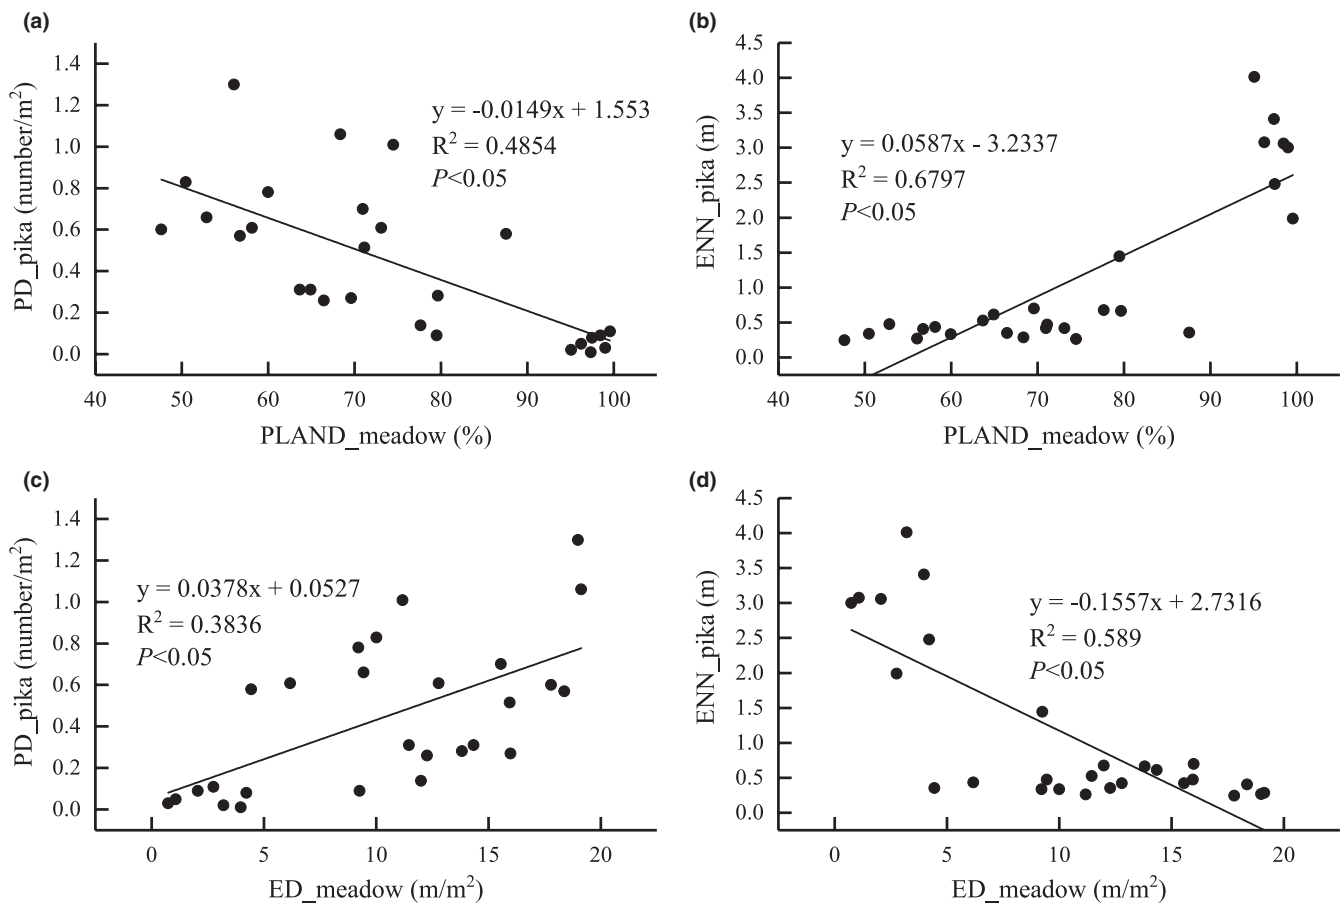 (a)
PD_pika (number/m²)
1.4
1.2
1.0
0.8
0.6
0.4
0.2
0.0
y = -0.0149x + 1.553
R² = 0.4854
P<0.05
40 50 60 70 80 90 100
PLAND_meadow (%)
(b)
ENN_pika (m)
4.5
4.0
3.5
3.0
2.5
2.0
1.5
1.0
0.5
0.0
y = 0.0587x - 3.2337
R² = 0.6797
P<0.05
40 50 60 70 80 90 100
PLAND_meadow (%)
(c)
PD_pika (number/m²)
1.4
1.2
1.0
0.8
0.6
0.4
0.2
0.0
y = 0.0378x + 0.0527
R² = 0.3836
P<0.05
0 5 10 15 20
ED_meadow (m/m²)
(d)
ENN_pika (m)
4.5
4.0
3.5
3.0
2.5
2.0
1.5
1.0
0.5
0.0
y = -0.1557x + 2.7316
R² = 0.589
P<0.05
0 5 10 15 20
ED_meadow (m/m²)